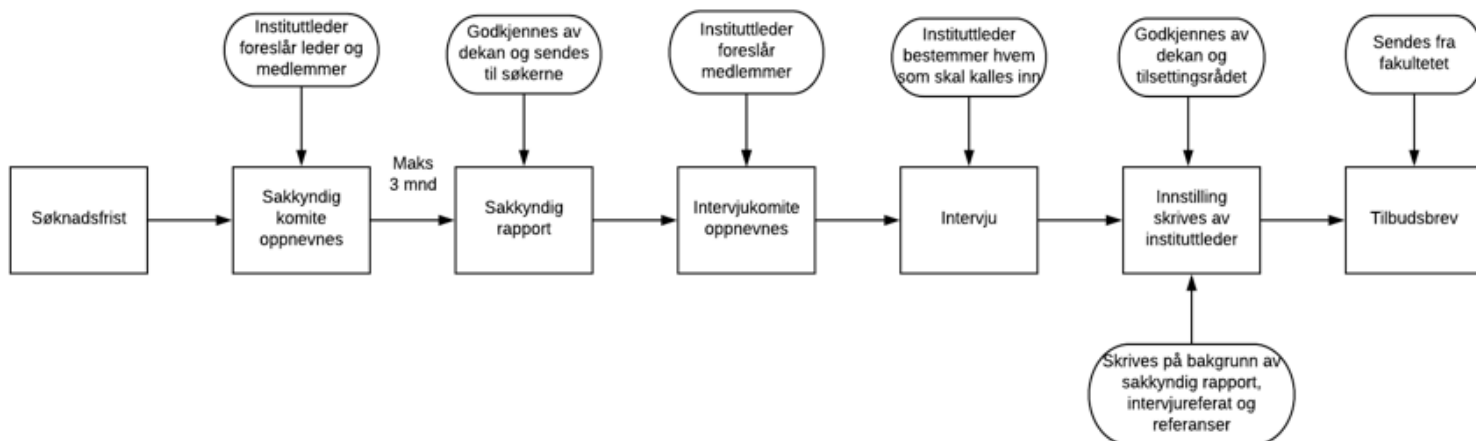 Instituttleder
foreslår leder og
medlemmer
Godkjennes av
dekan og sendes
til søkerne
Instituttleder
foreslår
medlemmer
Instituttleder
bestemmer hvem
som skal kalles inn
Godkjennes av
dekan og
tilsettingsrådet
Sendes fra
fakultetet
Søknadsfrist
Sakkyndig
komite
oppnevnes
Maks
3 mnd
Sakkyndig
rapport
Intervjukomite
oppnevnes
Intervju
Innstilling
skrives av
instituttleder
Tilbudsbrev
Skrives på bakgrunn av
sakkyndig rapport,
intervjureferat og
referanser